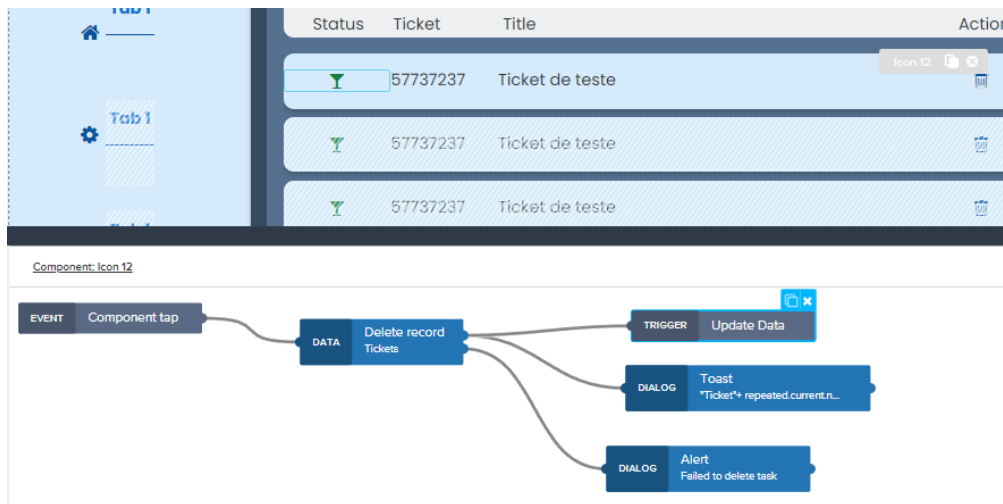 Tab 1
Status Ticket Title Action
Icon 12
57737237 Ticket de teste
Tab 1
57737237 Ticket de teste
57737237 Ticket de teste
Component: Icon 12
EVENT Component tap
DATA Delete record
Tickets
TRIGGER Update Data
DIALOG Toast
"Ticket"+ repeated.current.n...
DIALOG Alert
Failed to delete task